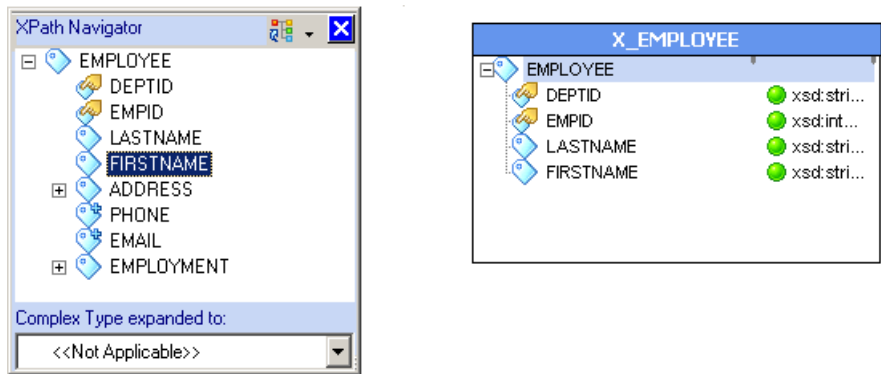 XPath Navigator
EMPLOYEE
DEPTID
EMPID
LASTNAME
FIRSTNAME
ADDRESS
PHONE
EMAIL
EMPLOYMENT
Complex Type expanded to:
<<Not Applicable>>
X_EMPLOYEE
EMPLOYEE
DEPTID xsd:stri...
EMPID xsd:int...
LASTNAME xsd:stri...
FIRSTNAME xsd:stri...